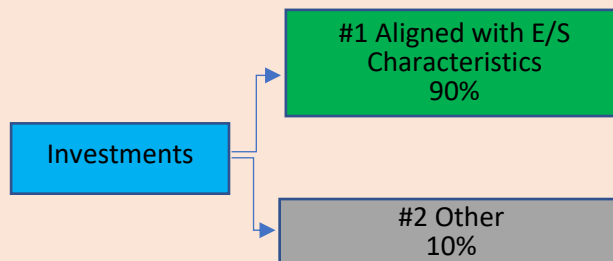 #1 Aligned with E/S
Characteristics
90%
Investments
#2 Other
10%